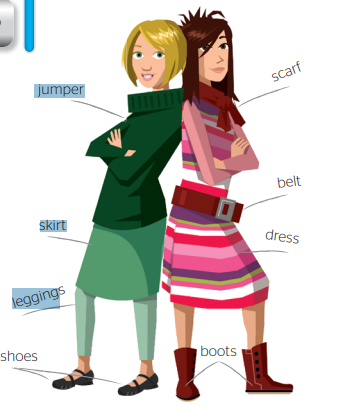 scarf
jumper
belt
skirt
dress
leggings
boots
shoes